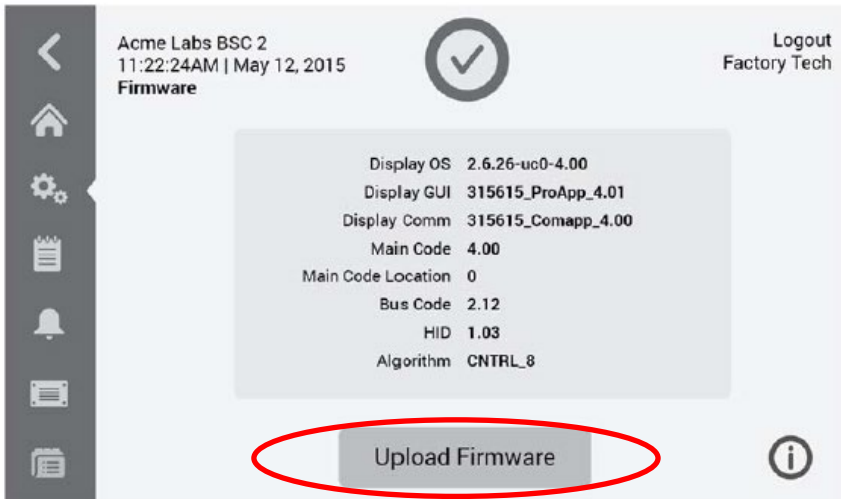 Acme Labs BSC 2
11:22:24AM | May 12, 2015
Firmware
Logout
Factory Tech
Display OS 2.6.26-uc0-4.00
Display GUI 315615_ProApp_4.01
Display Comm 315615_Comapp_4.00
Main Code 4.00
Main Code Location 0
Bus Code 2.12
HID 1.03
Algorithm CNTRL_8
Upload Firmware